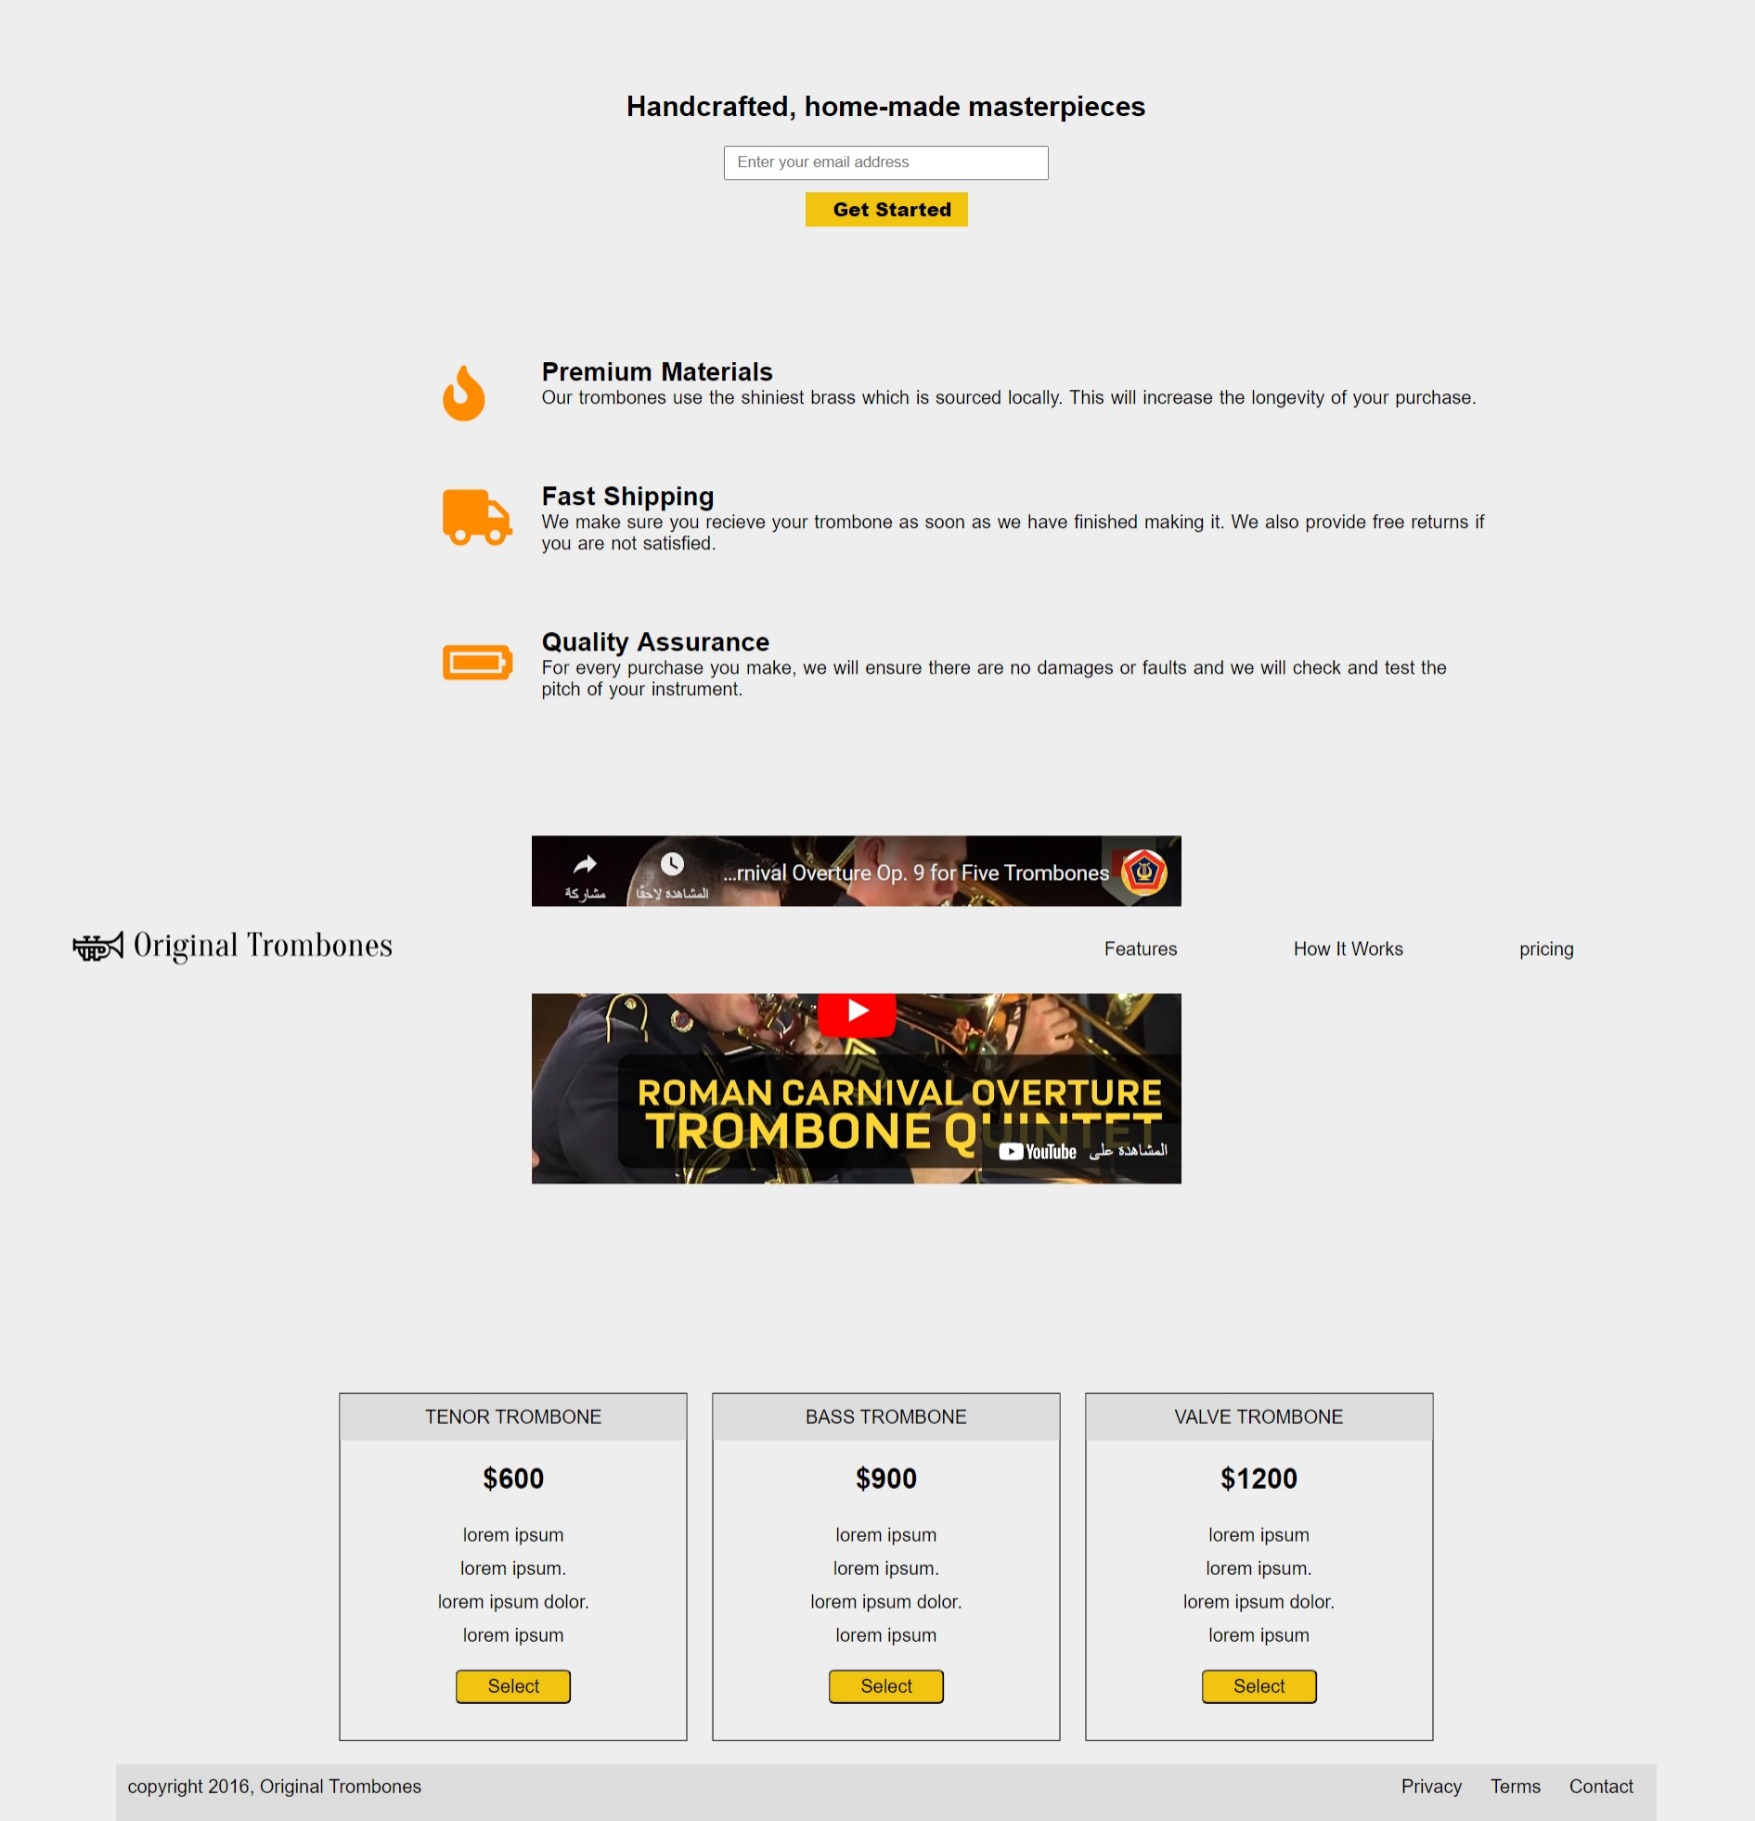 Handcrafted, home-made masterpieces
Enter your email address
Get Started
Premium Materials
Our trombones use the shiniest brass which is sourced locally. This will increase the longevity of your purchase.
Fast Shipping
We make sure you recieve your trombone as soon as we have finished making it. We also provide free returns if
you are not satisfied.
Quality Assurance
For every purchase you make, we will ensure there are no damages or faults and we will check and test the
pitch of your instrument.
...rnival Overture Op. 9 for Five Trombones
مشاركة
المشاهدة لاحقًا
Original Trombones
Features
How It Works
pricing
ROMAN CARNIVAL OVERTURE
TROMBONE QUINTET
المشاهدة على YouTube
TENOR TROMBONE
$600
lorem ipsum
lorem ipsum.
lorem ipsum dolor.
lorem ipsum
Select
BASS TROMBONE
$900
lorem ipsum
lorem ipsum.
lorem ipsum dolor.
lorem ipsum
Select
VALVE TROMBONE
$1200
lorem ipsum
lorem ipsum.
lorem ipsum dolor.
lorem ipsum
Select
copyright 2016, Original Trombones
Privacy
Terms
Contact